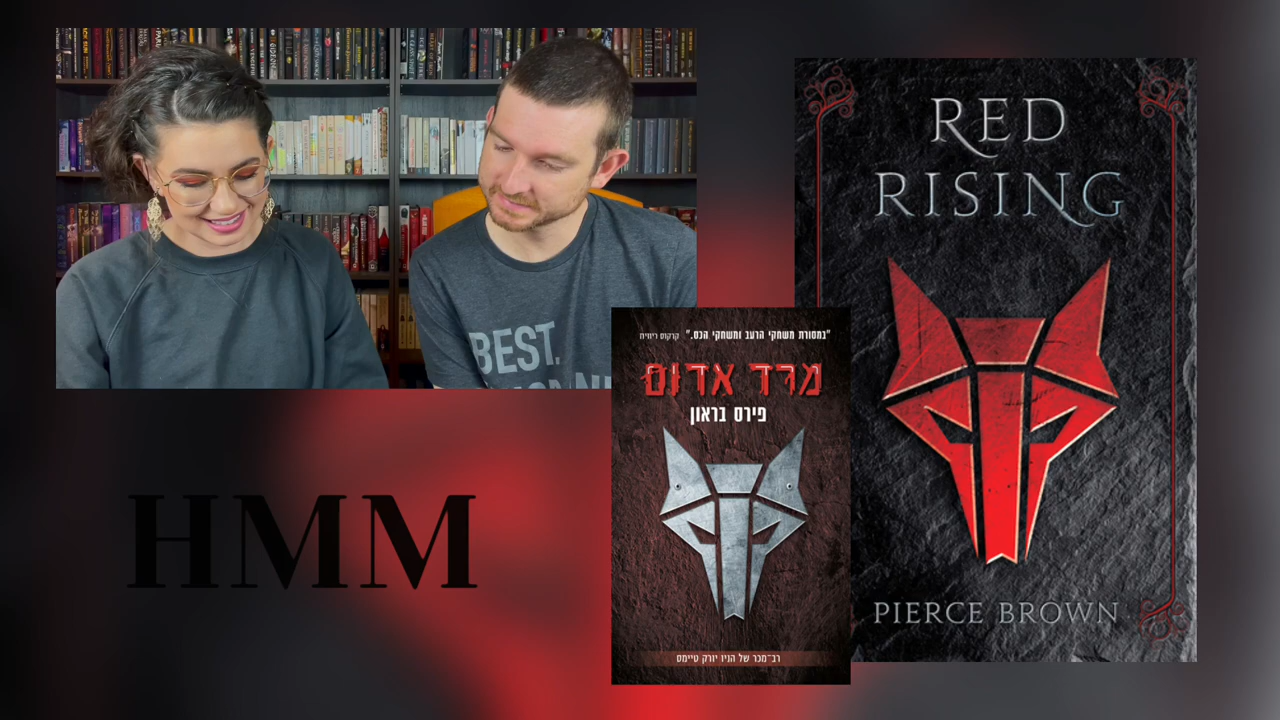 BEST.
HMM
"במסורת משחקי הרעב ומשחקי הכס." קרקוס ריוויה
מרד אדום
פירס בראון
רב־מכר של הניו יורק טיימס
RED
RISING
PIERCE BROWN